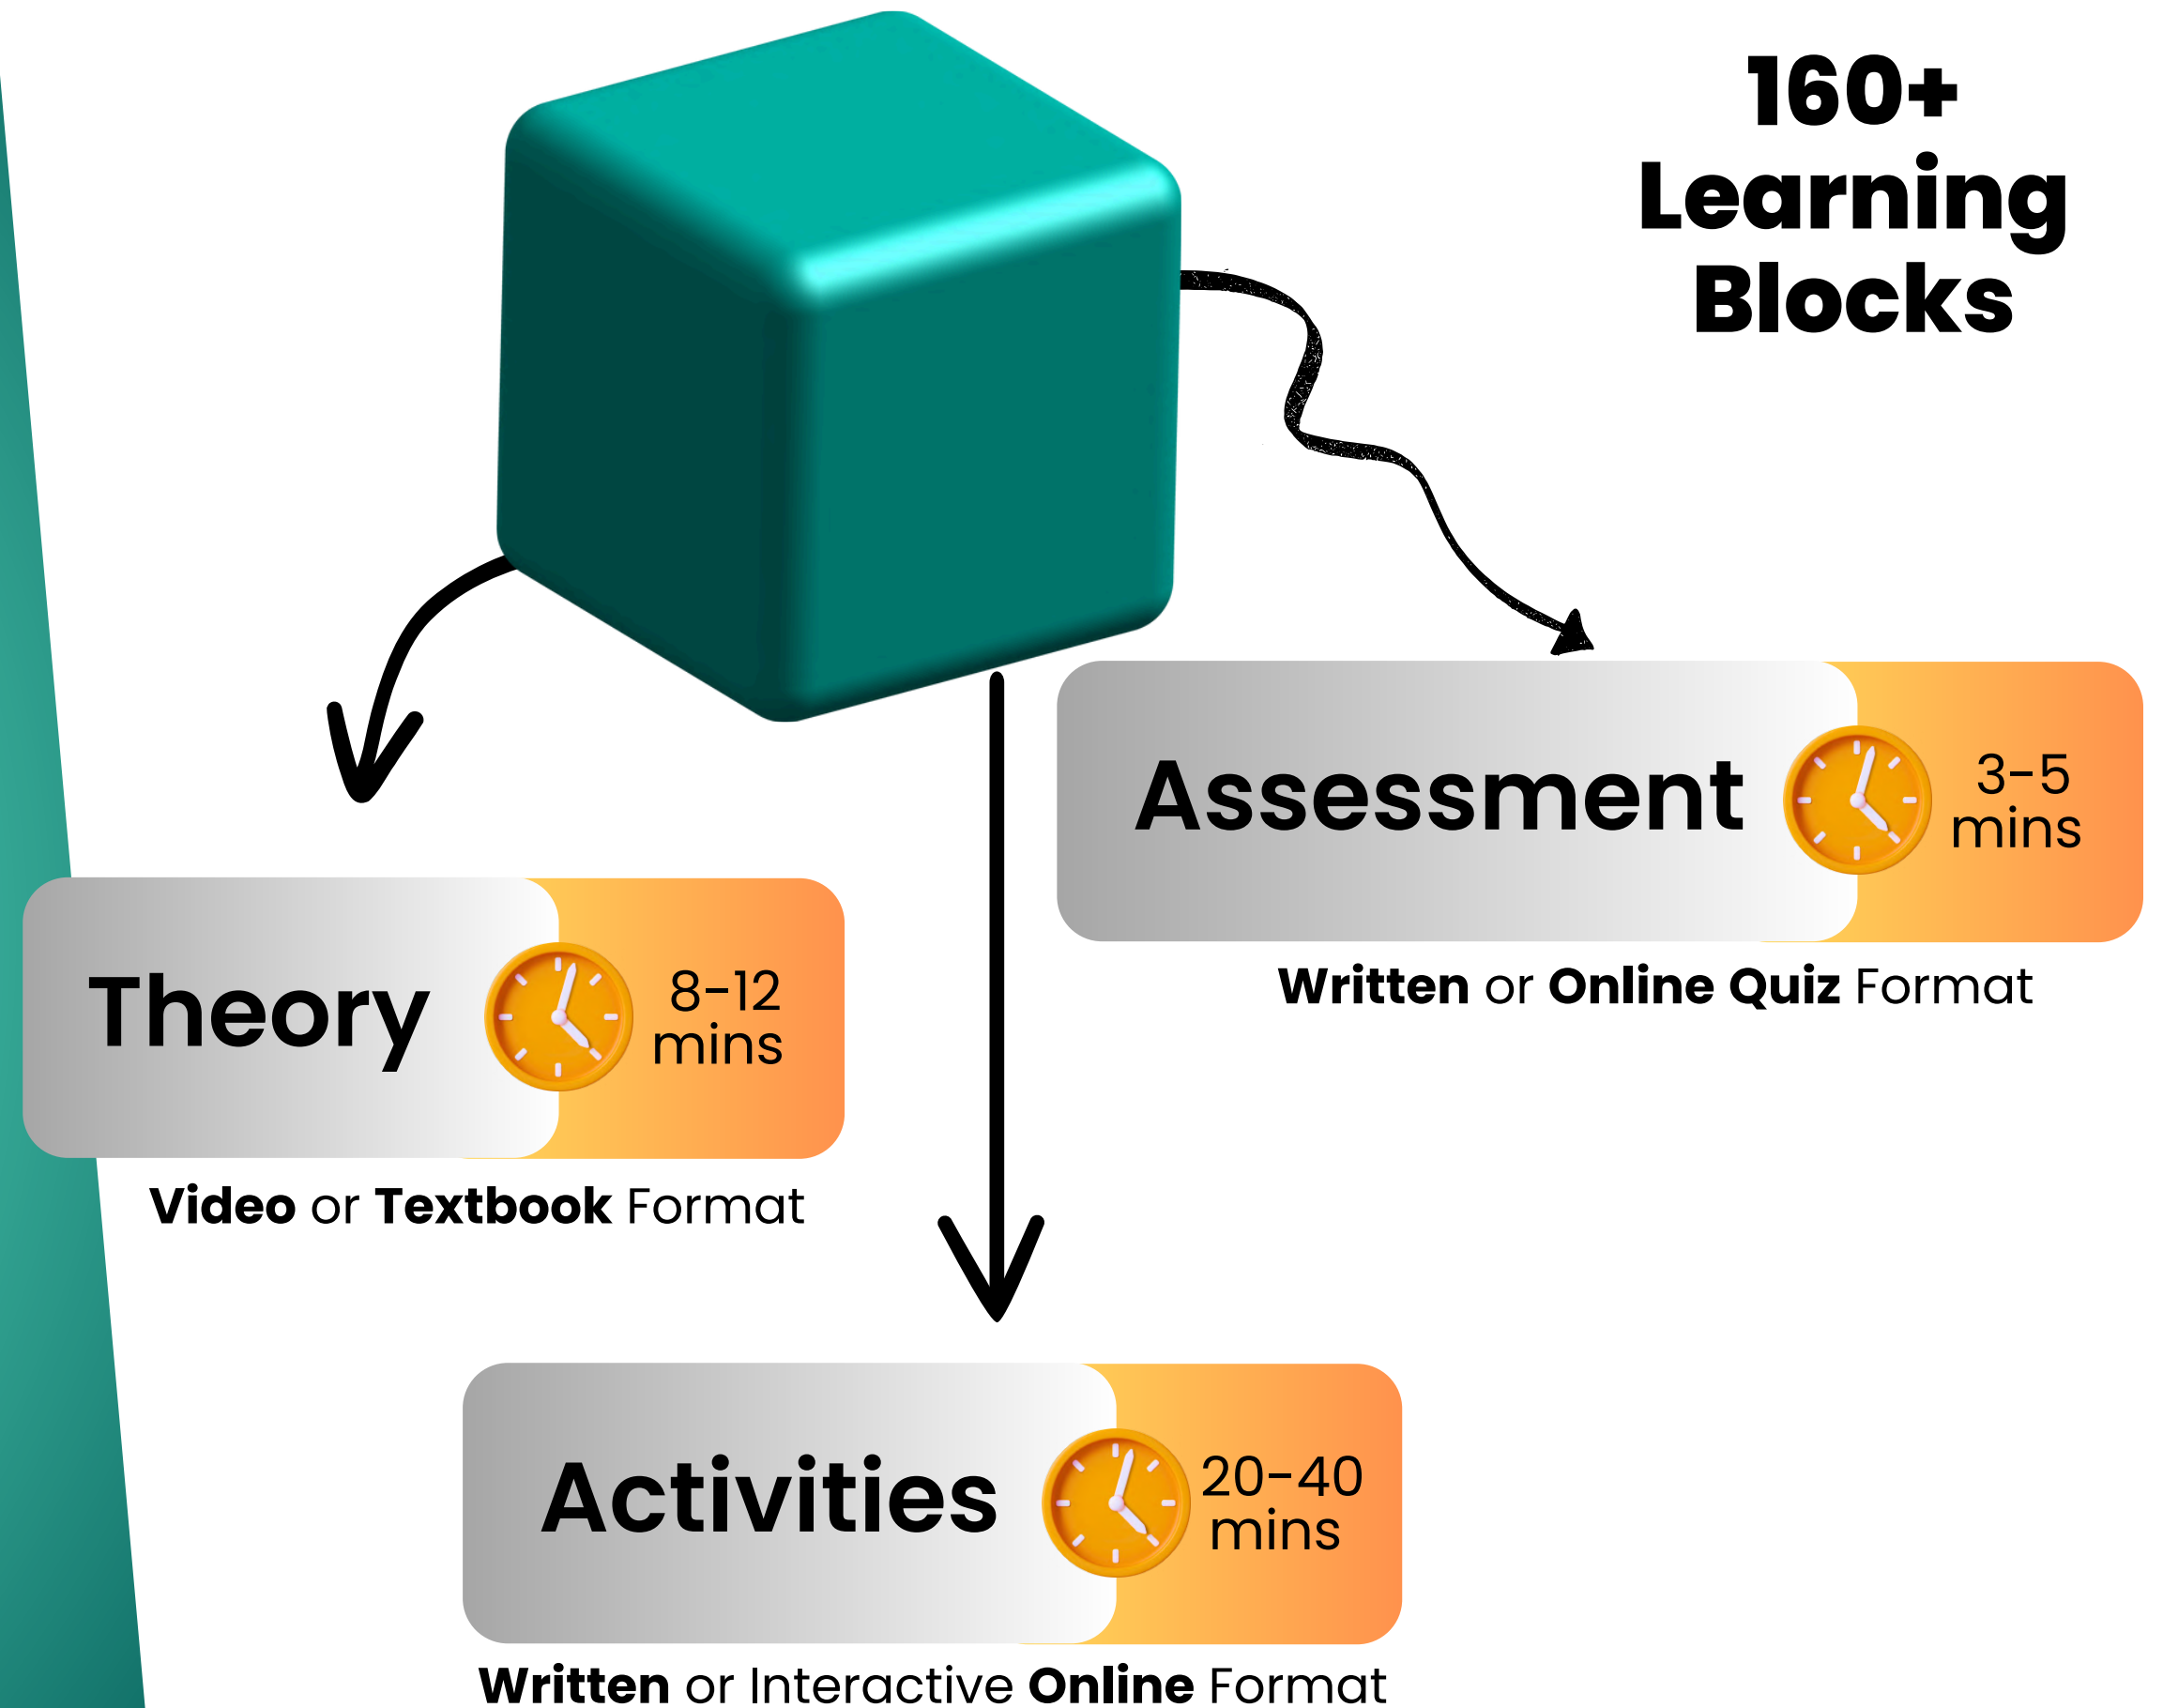 160+
Learning
Blocks
Assessment
3-5
mins
Written or Online Quiz Format
Theory
8-12
mins
Video or Textbook Format
Activities
20-40
mins
Written or Interactive Online Format